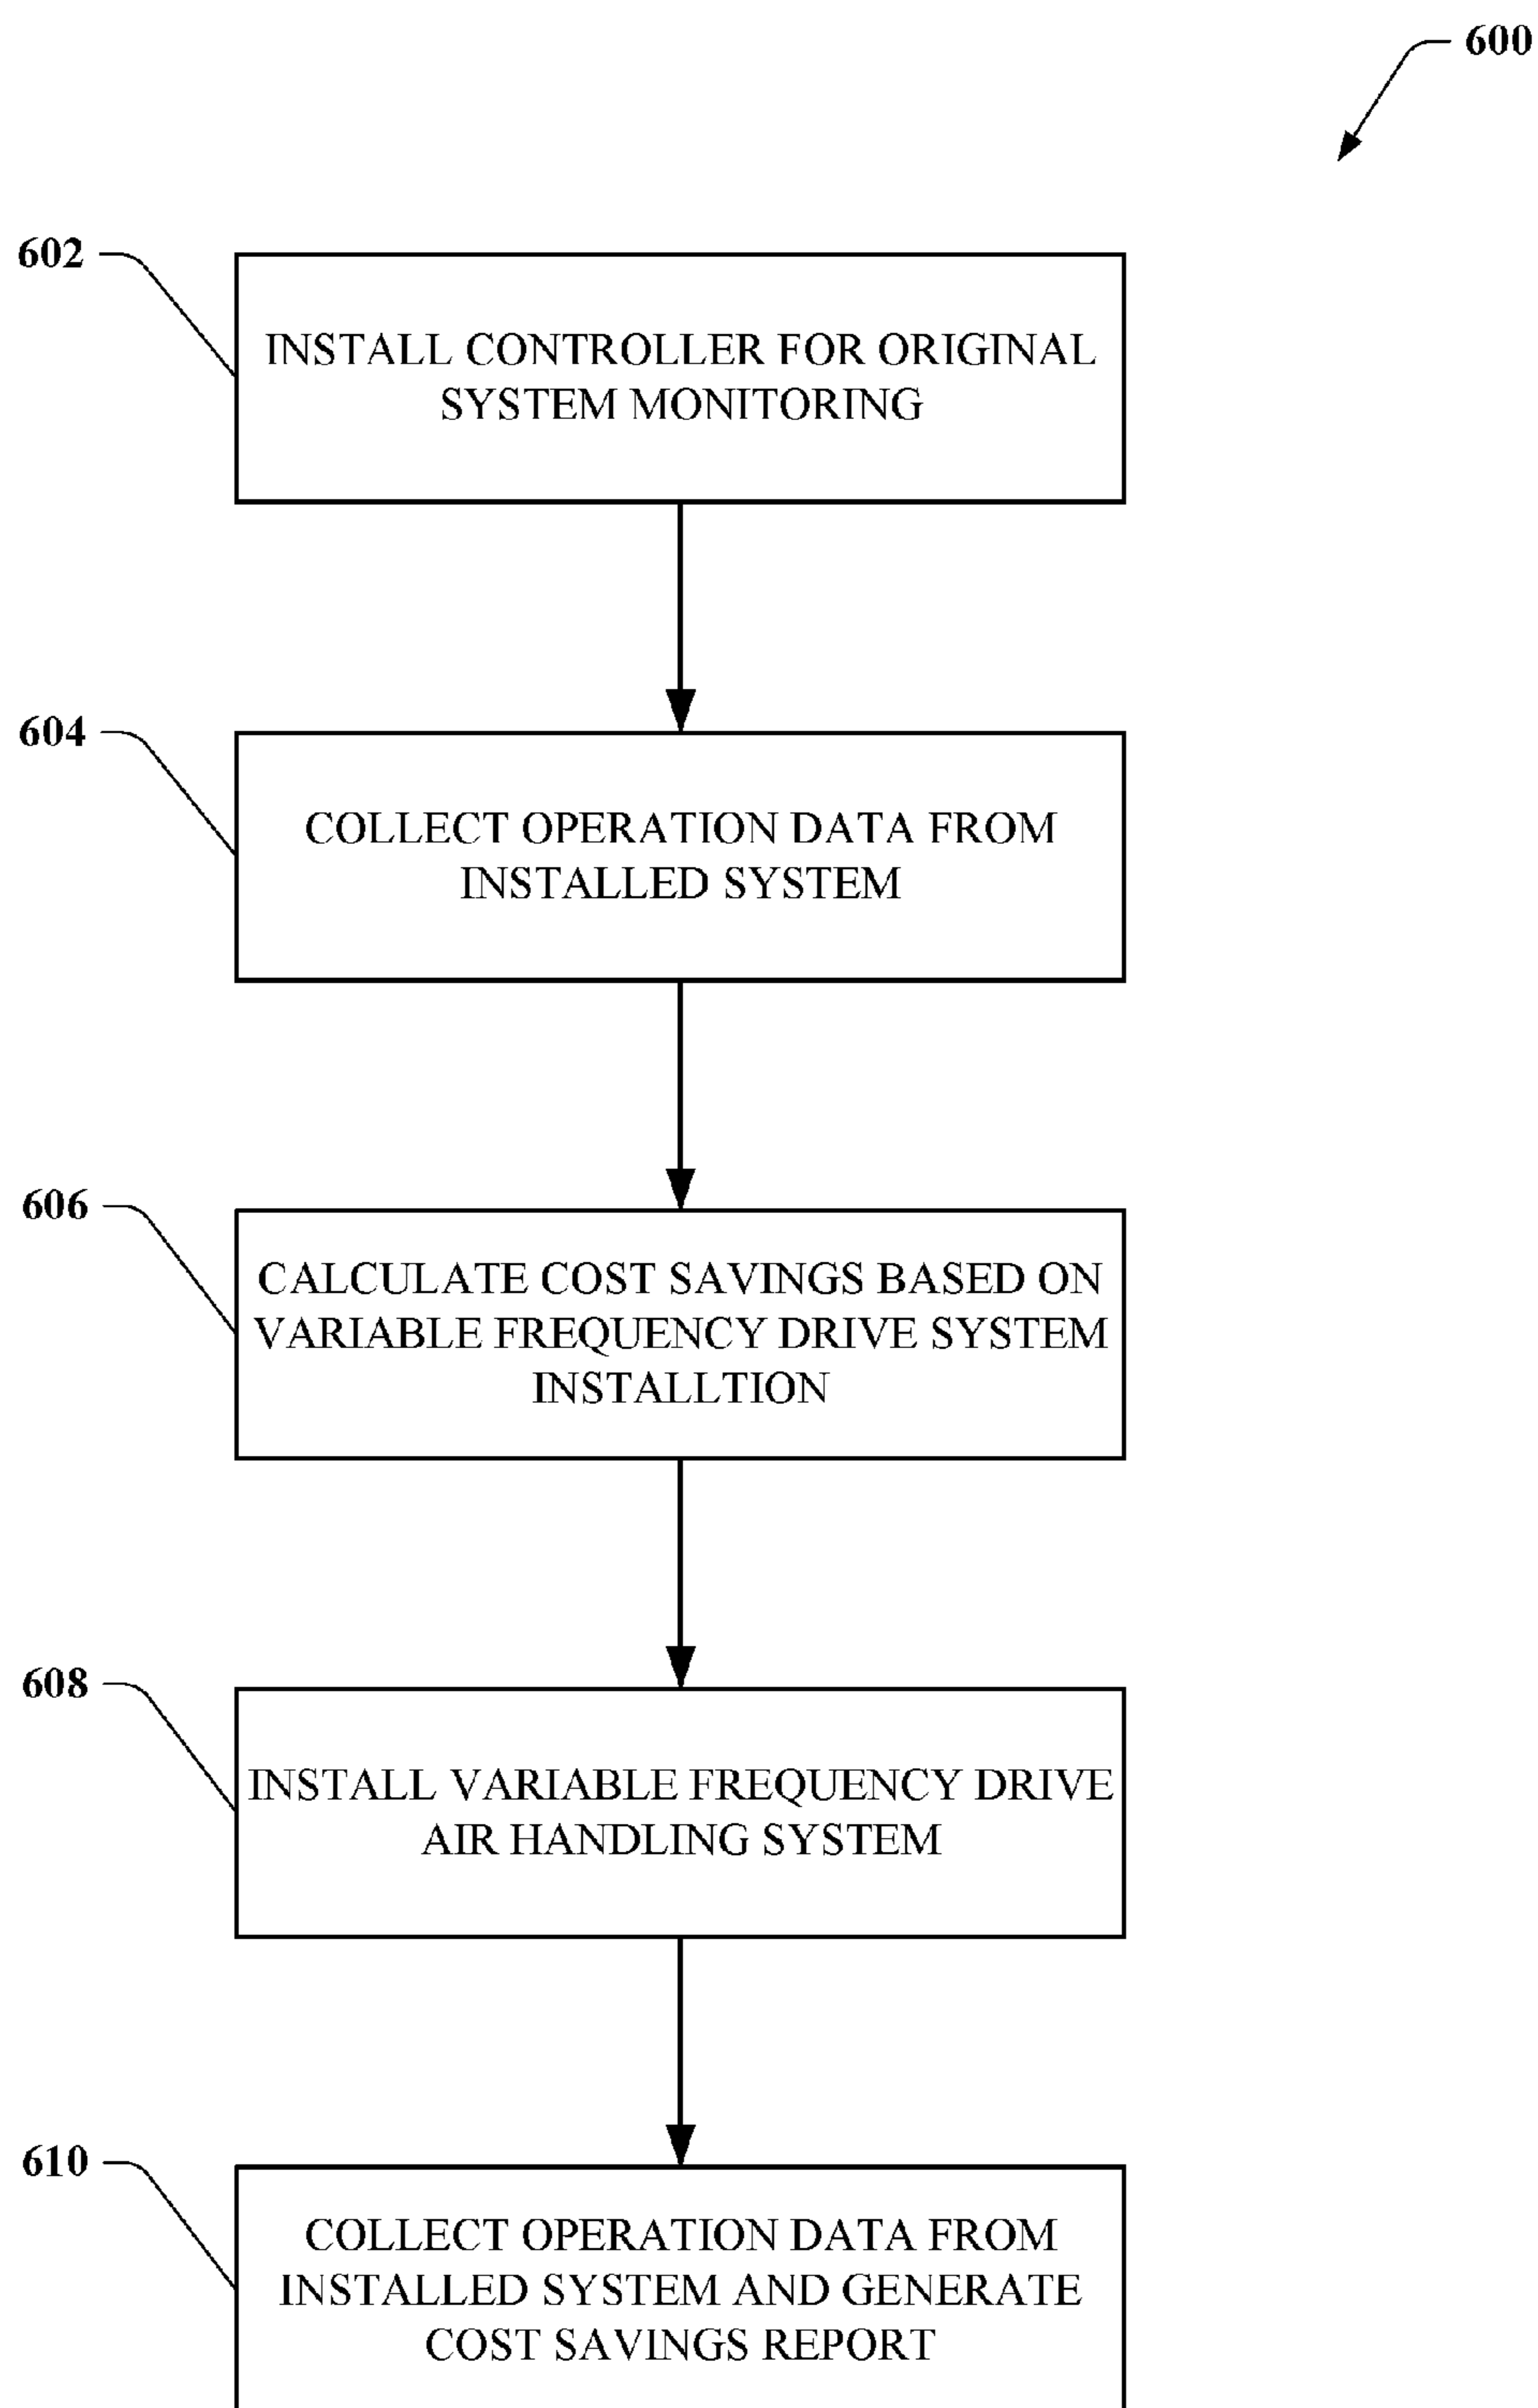 600
602
INSTALL CONTROLLER FOR ORIGINAL
SYSTEM MONITORING
604
COLLECT OPERATION DATA FROM
INSTALLED SYSTEM
606
CALCULATE COST SAVINGS BASED ON
VARIABLE FREQUENCY DRIVE SYSTEM
INSTALLTION
608
INSTALL VARIABLE FREQUENCY DRIVE
AIR HANDLING SYSTEM
610
COLLECT OPERATION DATA FROM
INSTALLED SYSTEM AND GENERATE
COST SAVINGS REPORT